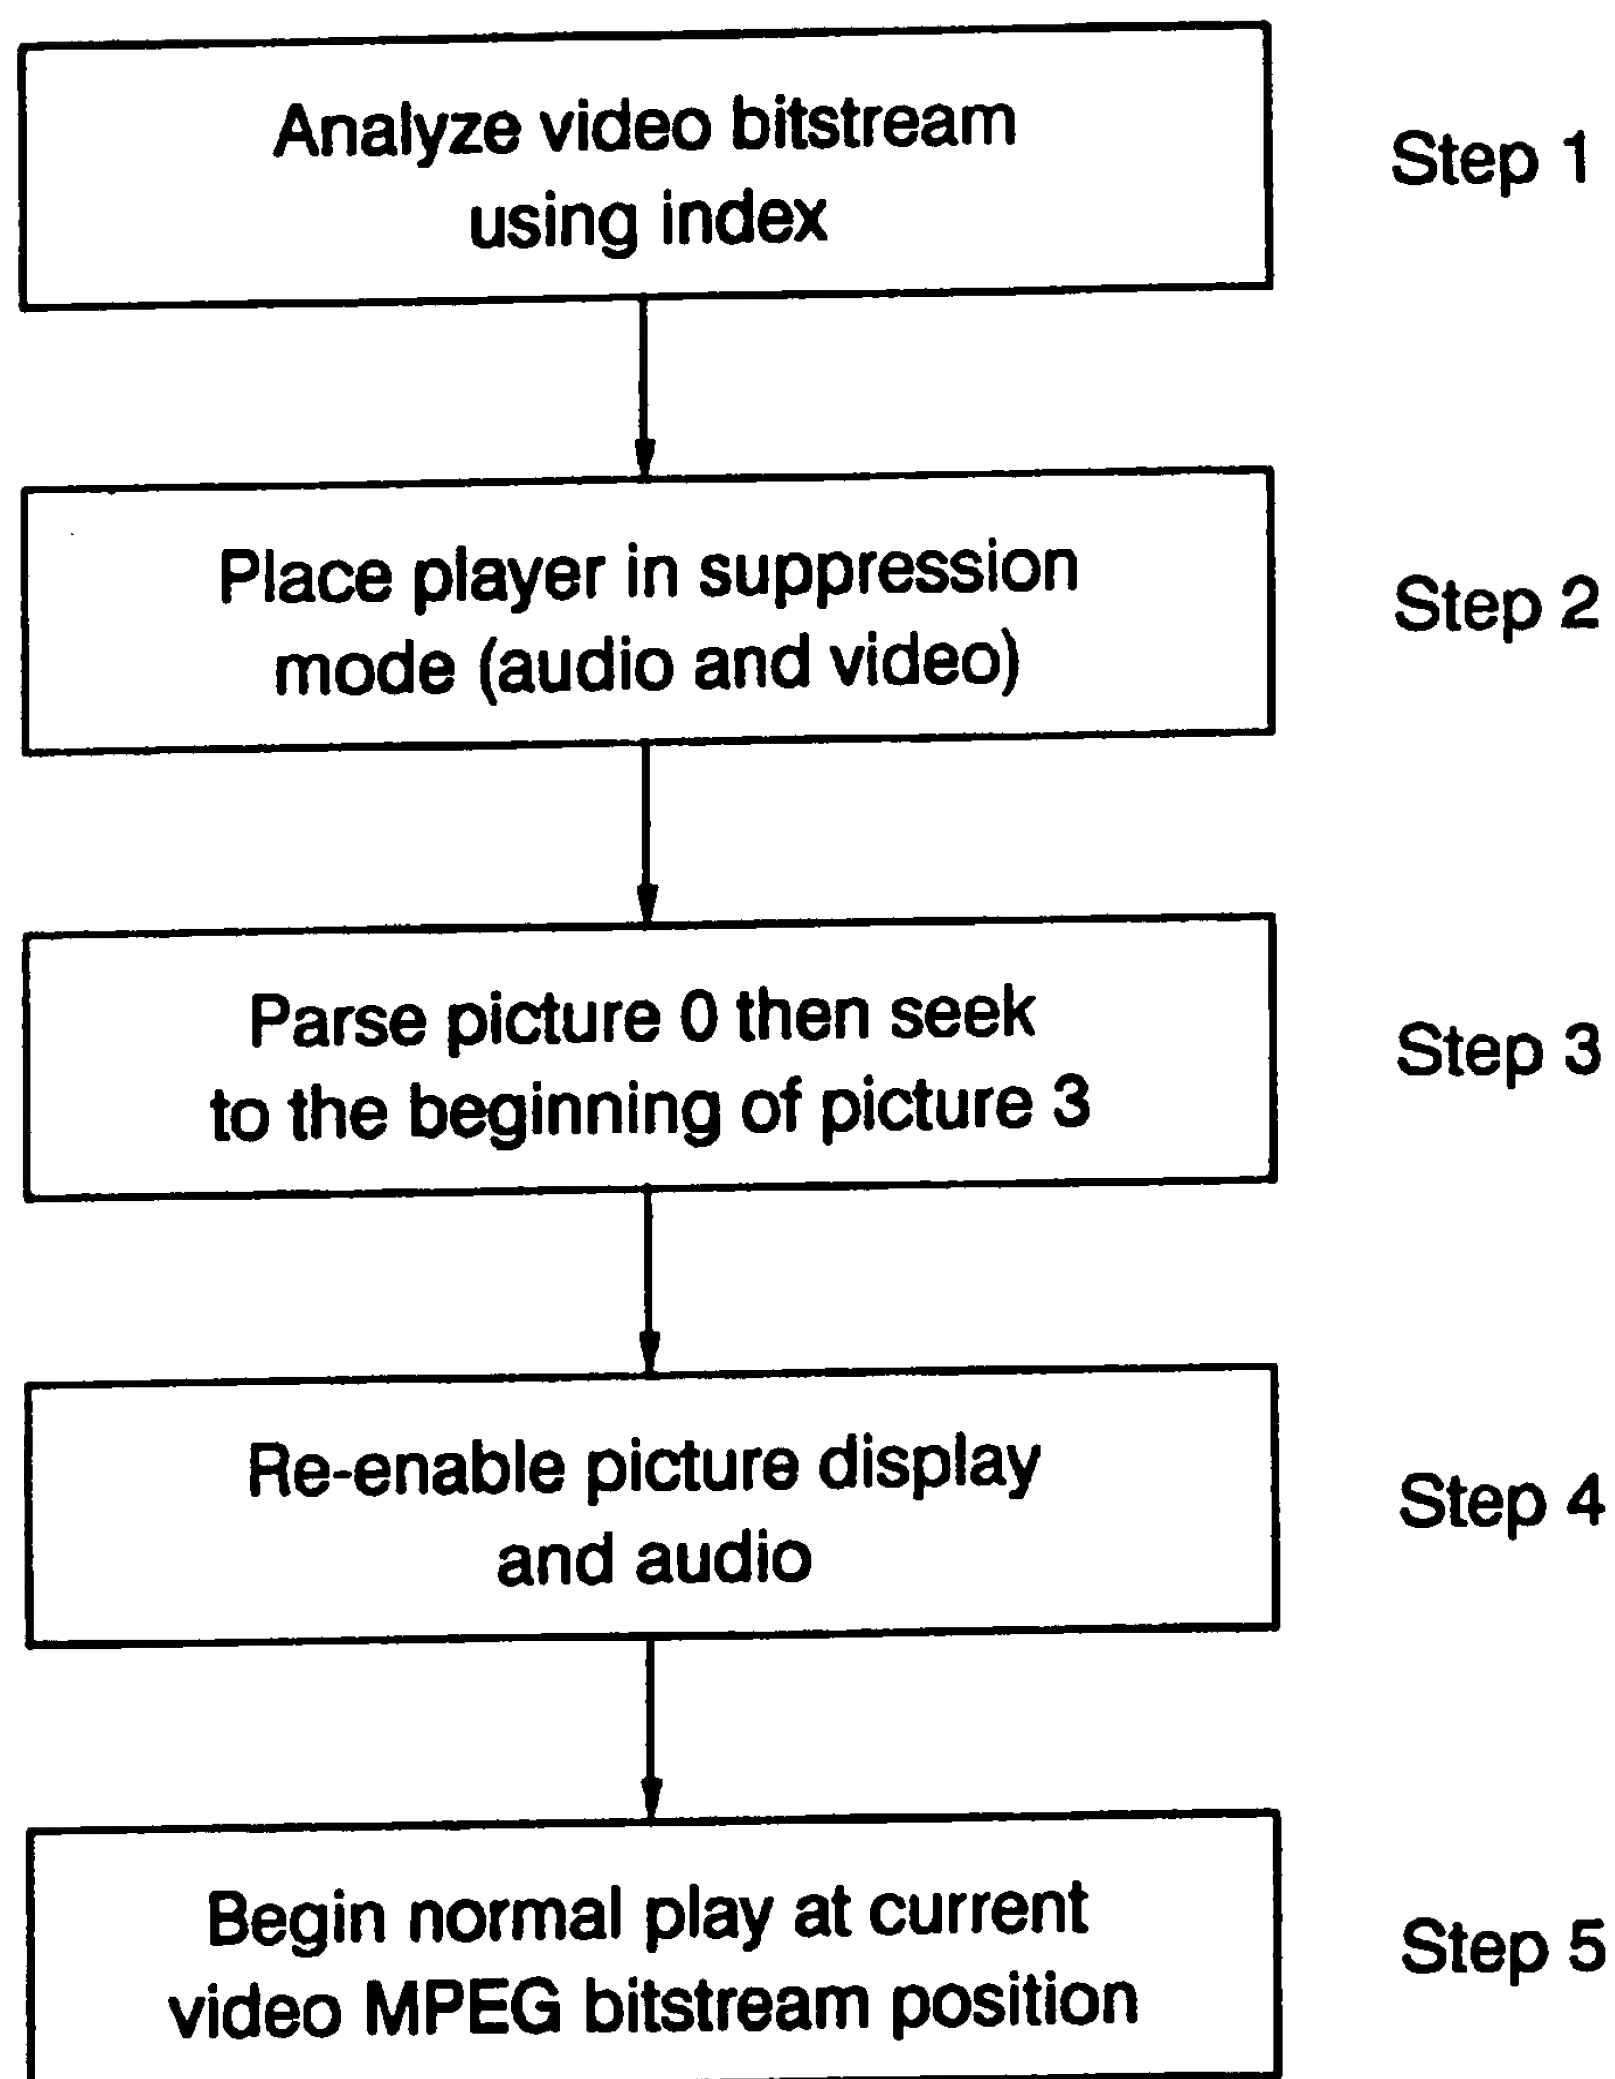 Analyze video bitstream
using index
Step 1
Place player in suppression
mode (audio and video)
Step 2
Parse picture 0 then seek
to the beginning of picture 3
Step 3
Re-enable picture display
and audio
Step 4
Begin normal play at current
video MPEG bitstream position
Step 5